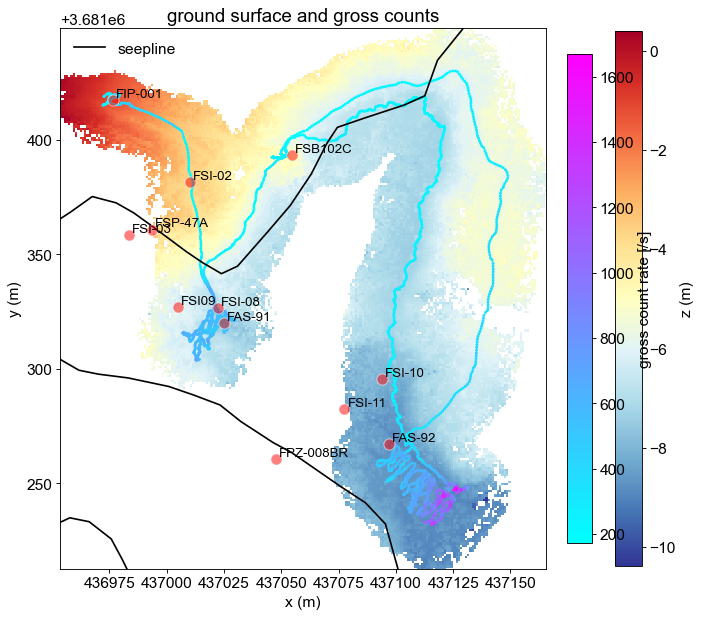 ground surface and gross counts
+3.681e6
seepline
FIP-001
FSB102C
FSI-02
FSP-47A
FSI-03
FSI09
FSI-08
FAS-91
FSI-10
FSI-11
FAS-92
FPZ-008BR
400
350
300
250
y (m)
436975 437000 437025 437050 437075 437100 437125 437150
x (m)
1600
1400
1200
1000
800
600
400
200
gross count rate [/s]
0
−2
−4
−6
−8
−10
z (m)